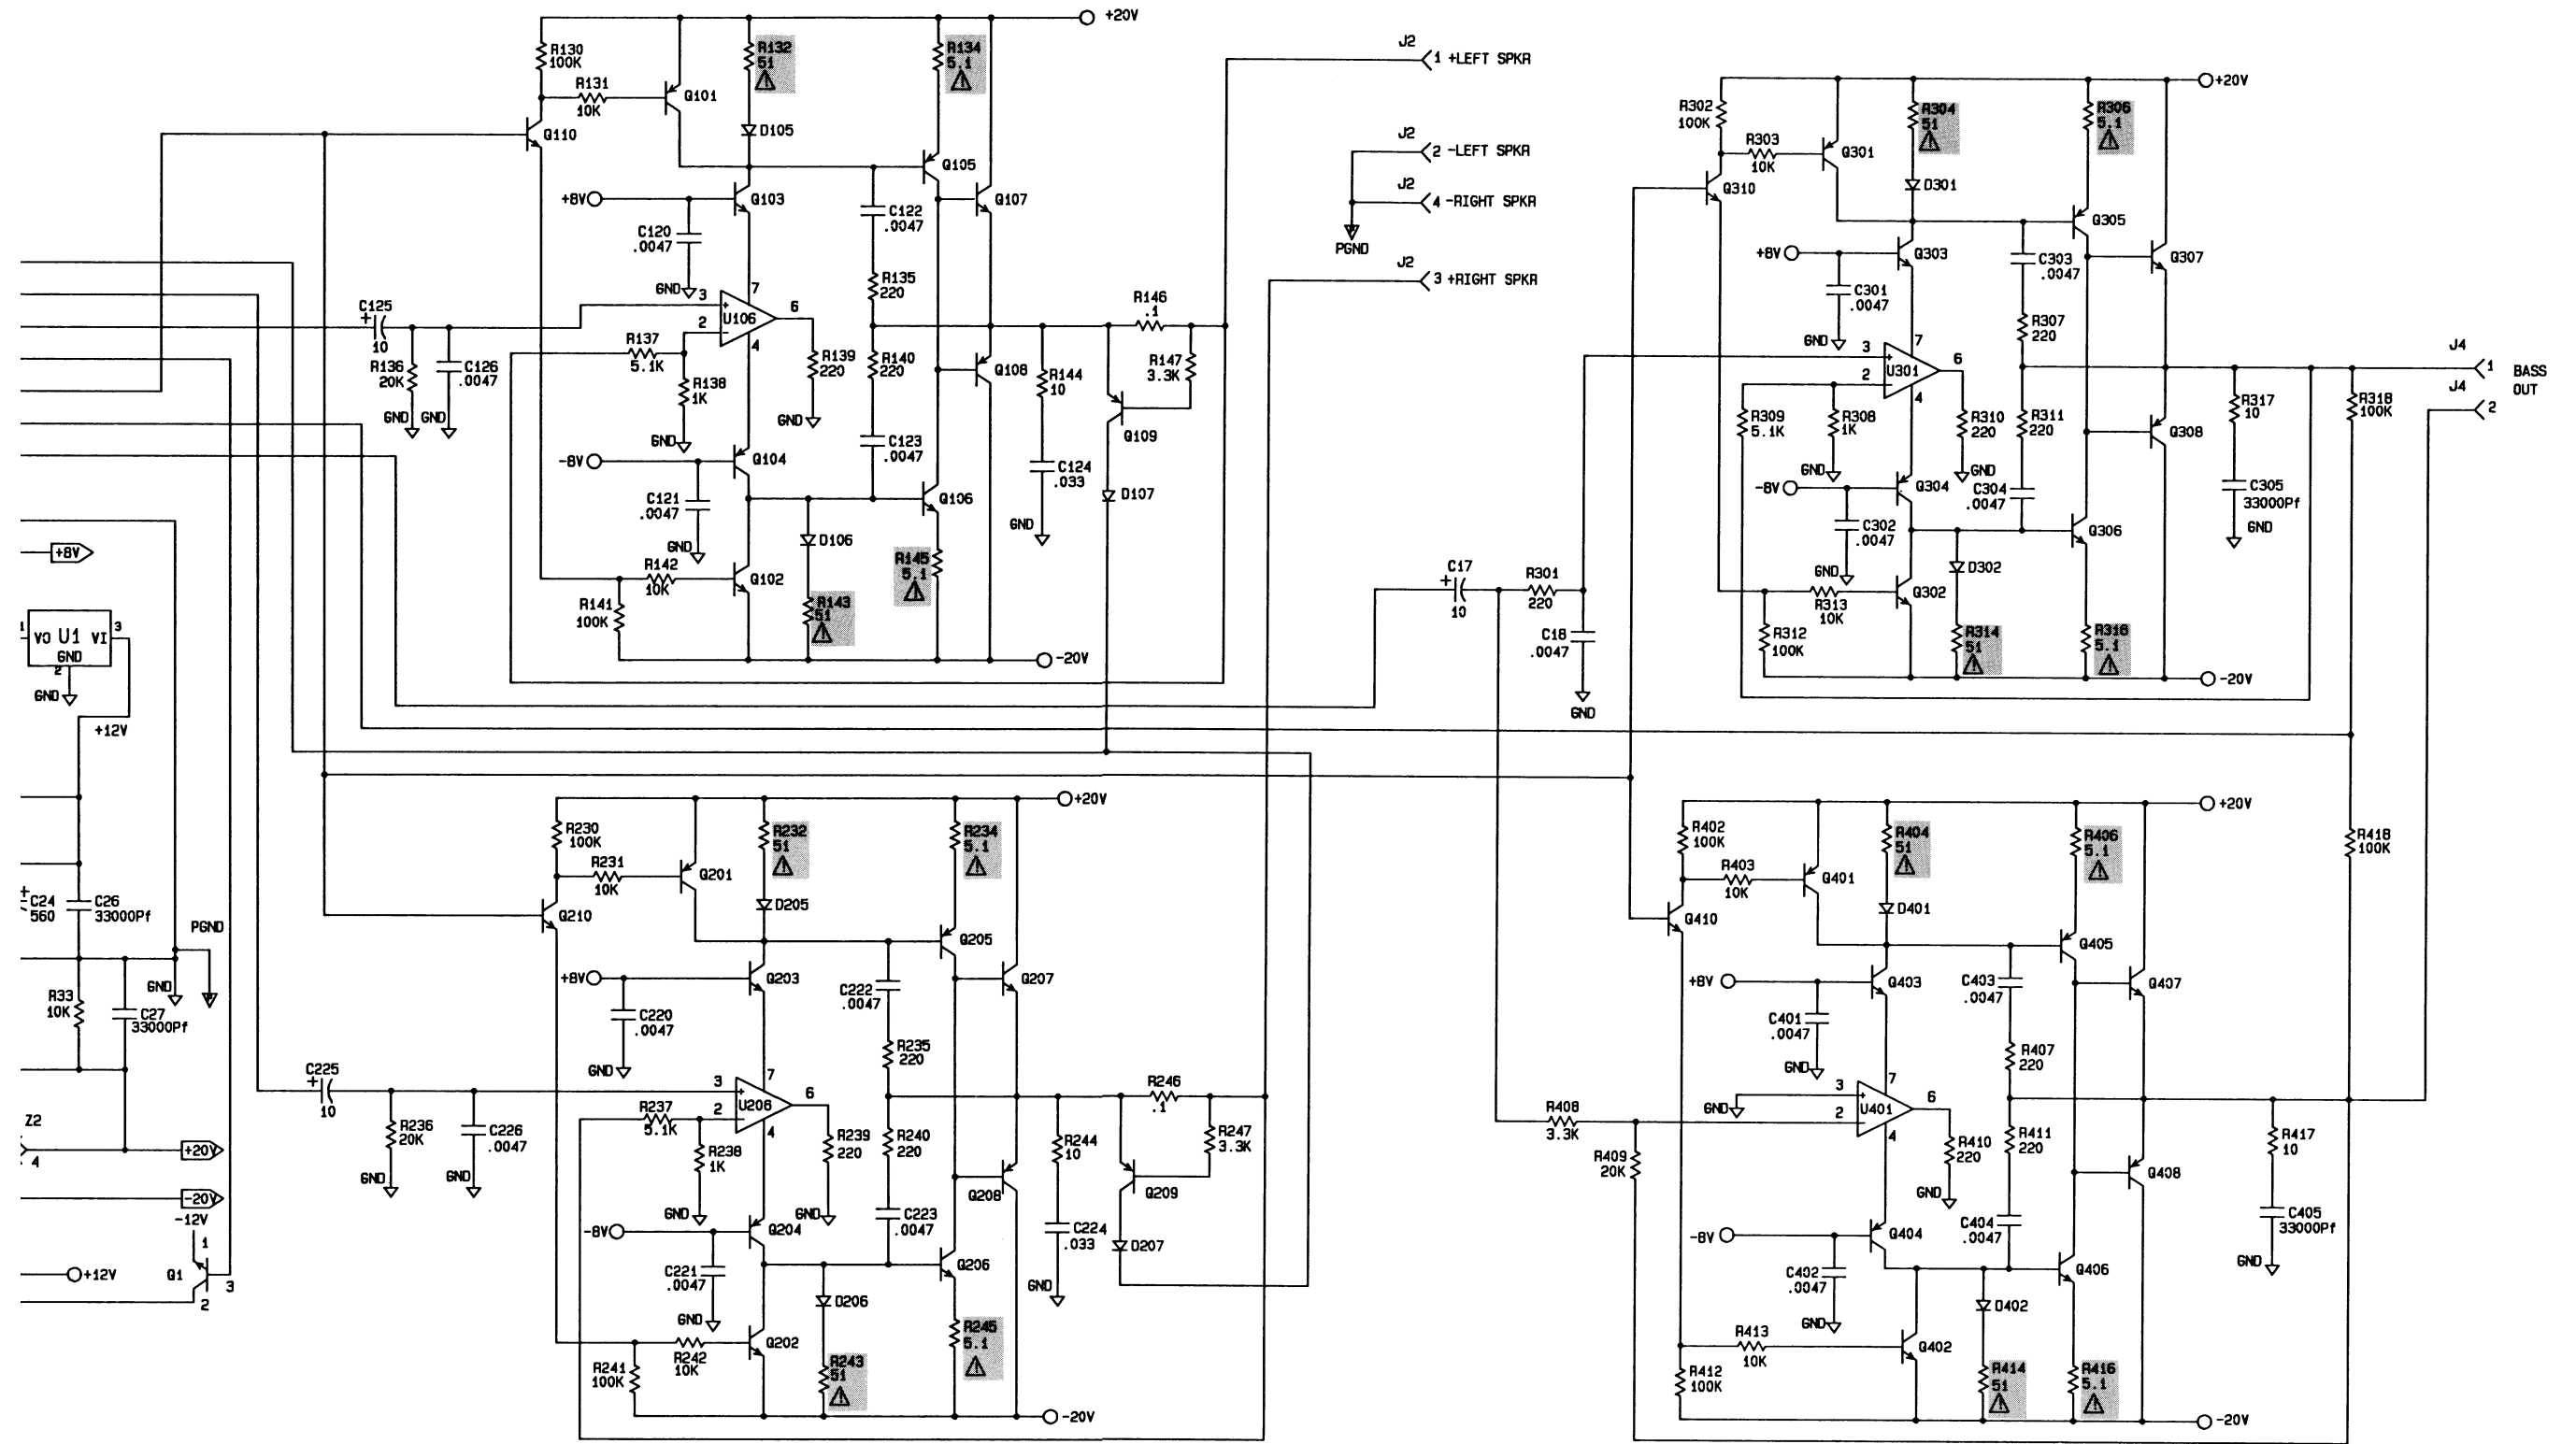 R130
100K
R131
10K
Q101
Q110
R132
51
D105
R134
5.1
+20V
Q105
+8V
Q103
Q107
C120
.0047
GND
C122
.0047
R135
220
3
7
+
U106
6
2
-
4
C125
+
10
R136
20K
GND
C126
.0047
GND
R137
5.1K
R138
1K
GND
R139
220
GND
R140
220
Q108
R144
10
R146
.1
R147
3.3K
Q109
-8V
Q104
C123
.0047
C124
.033
GND
D107
C121
.0047
GND
Q106
D106
R142
10K
Q102
R145
5.1
R141
100K
R143
51
-20V
J2
1 +LEFT SPKR
J2
2 -LEFT SPKR
J2
4 -RIGHT SPKR
PGND
J2
3 +RIGHT SPKR
R302
100K
R303
10K
Q301
Q310
R304
51
D301
R306
5.1
+20V
Q305
+8V
Q303
Q307
C301
.0047
GND
C303
.0047
R307
220
3
7
+
U301
6
2
-
4
R309
5.1K
R308
1K
GND
R310
220
GND
R311
220
Q308
R317
10
R318
100K
J4
1
BASS
OUT
J4
2
-8V
Q304
C304
.0047
C305
33000Pf
GND
C302
.0047
GND
Q306
D302
Q302
R313
10K
R312
100K
R314
51
R316
5.1
-20V
C17
+
10
R301
220
C18
.0047
GND
+8V
1
VO U1 VI
3
GND
2
GND
+12V
+
C24
560
C26
33000Pf
PGND
GND
R33
10K
C27
33000Pf
Z2
4
+20V
-20V
-12V
1
Q1
3
2
+12V
R230
100K
R231
10K
Q201
Q210
R232
51
D205
R234
5.1
+20V
Q205
+8V
Q203
Q207
C220
.0047
GND
C222
.0047
R235
220
3
7
+
U206
6
2
-
4
C225
+
10
R236
20K
GND
C226
.0047
GND
R237
5.1K
R238
1K
GND
R239
220
GND
R240
220
Q208
R244
10
R246
.1
R247
3.3K
Q209
-8V
Q204
C223
.0047
C224
.033
GND
D207
C221
.0047
GND
Q206
D206
R242
10K
Q202
R245
5.1
R241
100K
R243
51
-20V
R402
100K
R403
10K
Q401
Q410
R404
51
D401
R406
5.1
+20V
R418
100K
Q405
+8V
Q403
Q407
C401
.0047
GND
C403
.0047
R407
220
GND
3
7
+
U401
6
2
-
4
R408
3.3K
R409
20K
R410
220
GND
R411
220
Q408
R417
10
-8V
Q404
C404
.0047
C405
33000Pf
GND
C402
.0047
GND
Q406
D402
R413
10K
Q402
R412
100K
R414
51
R416
5.1
-20V